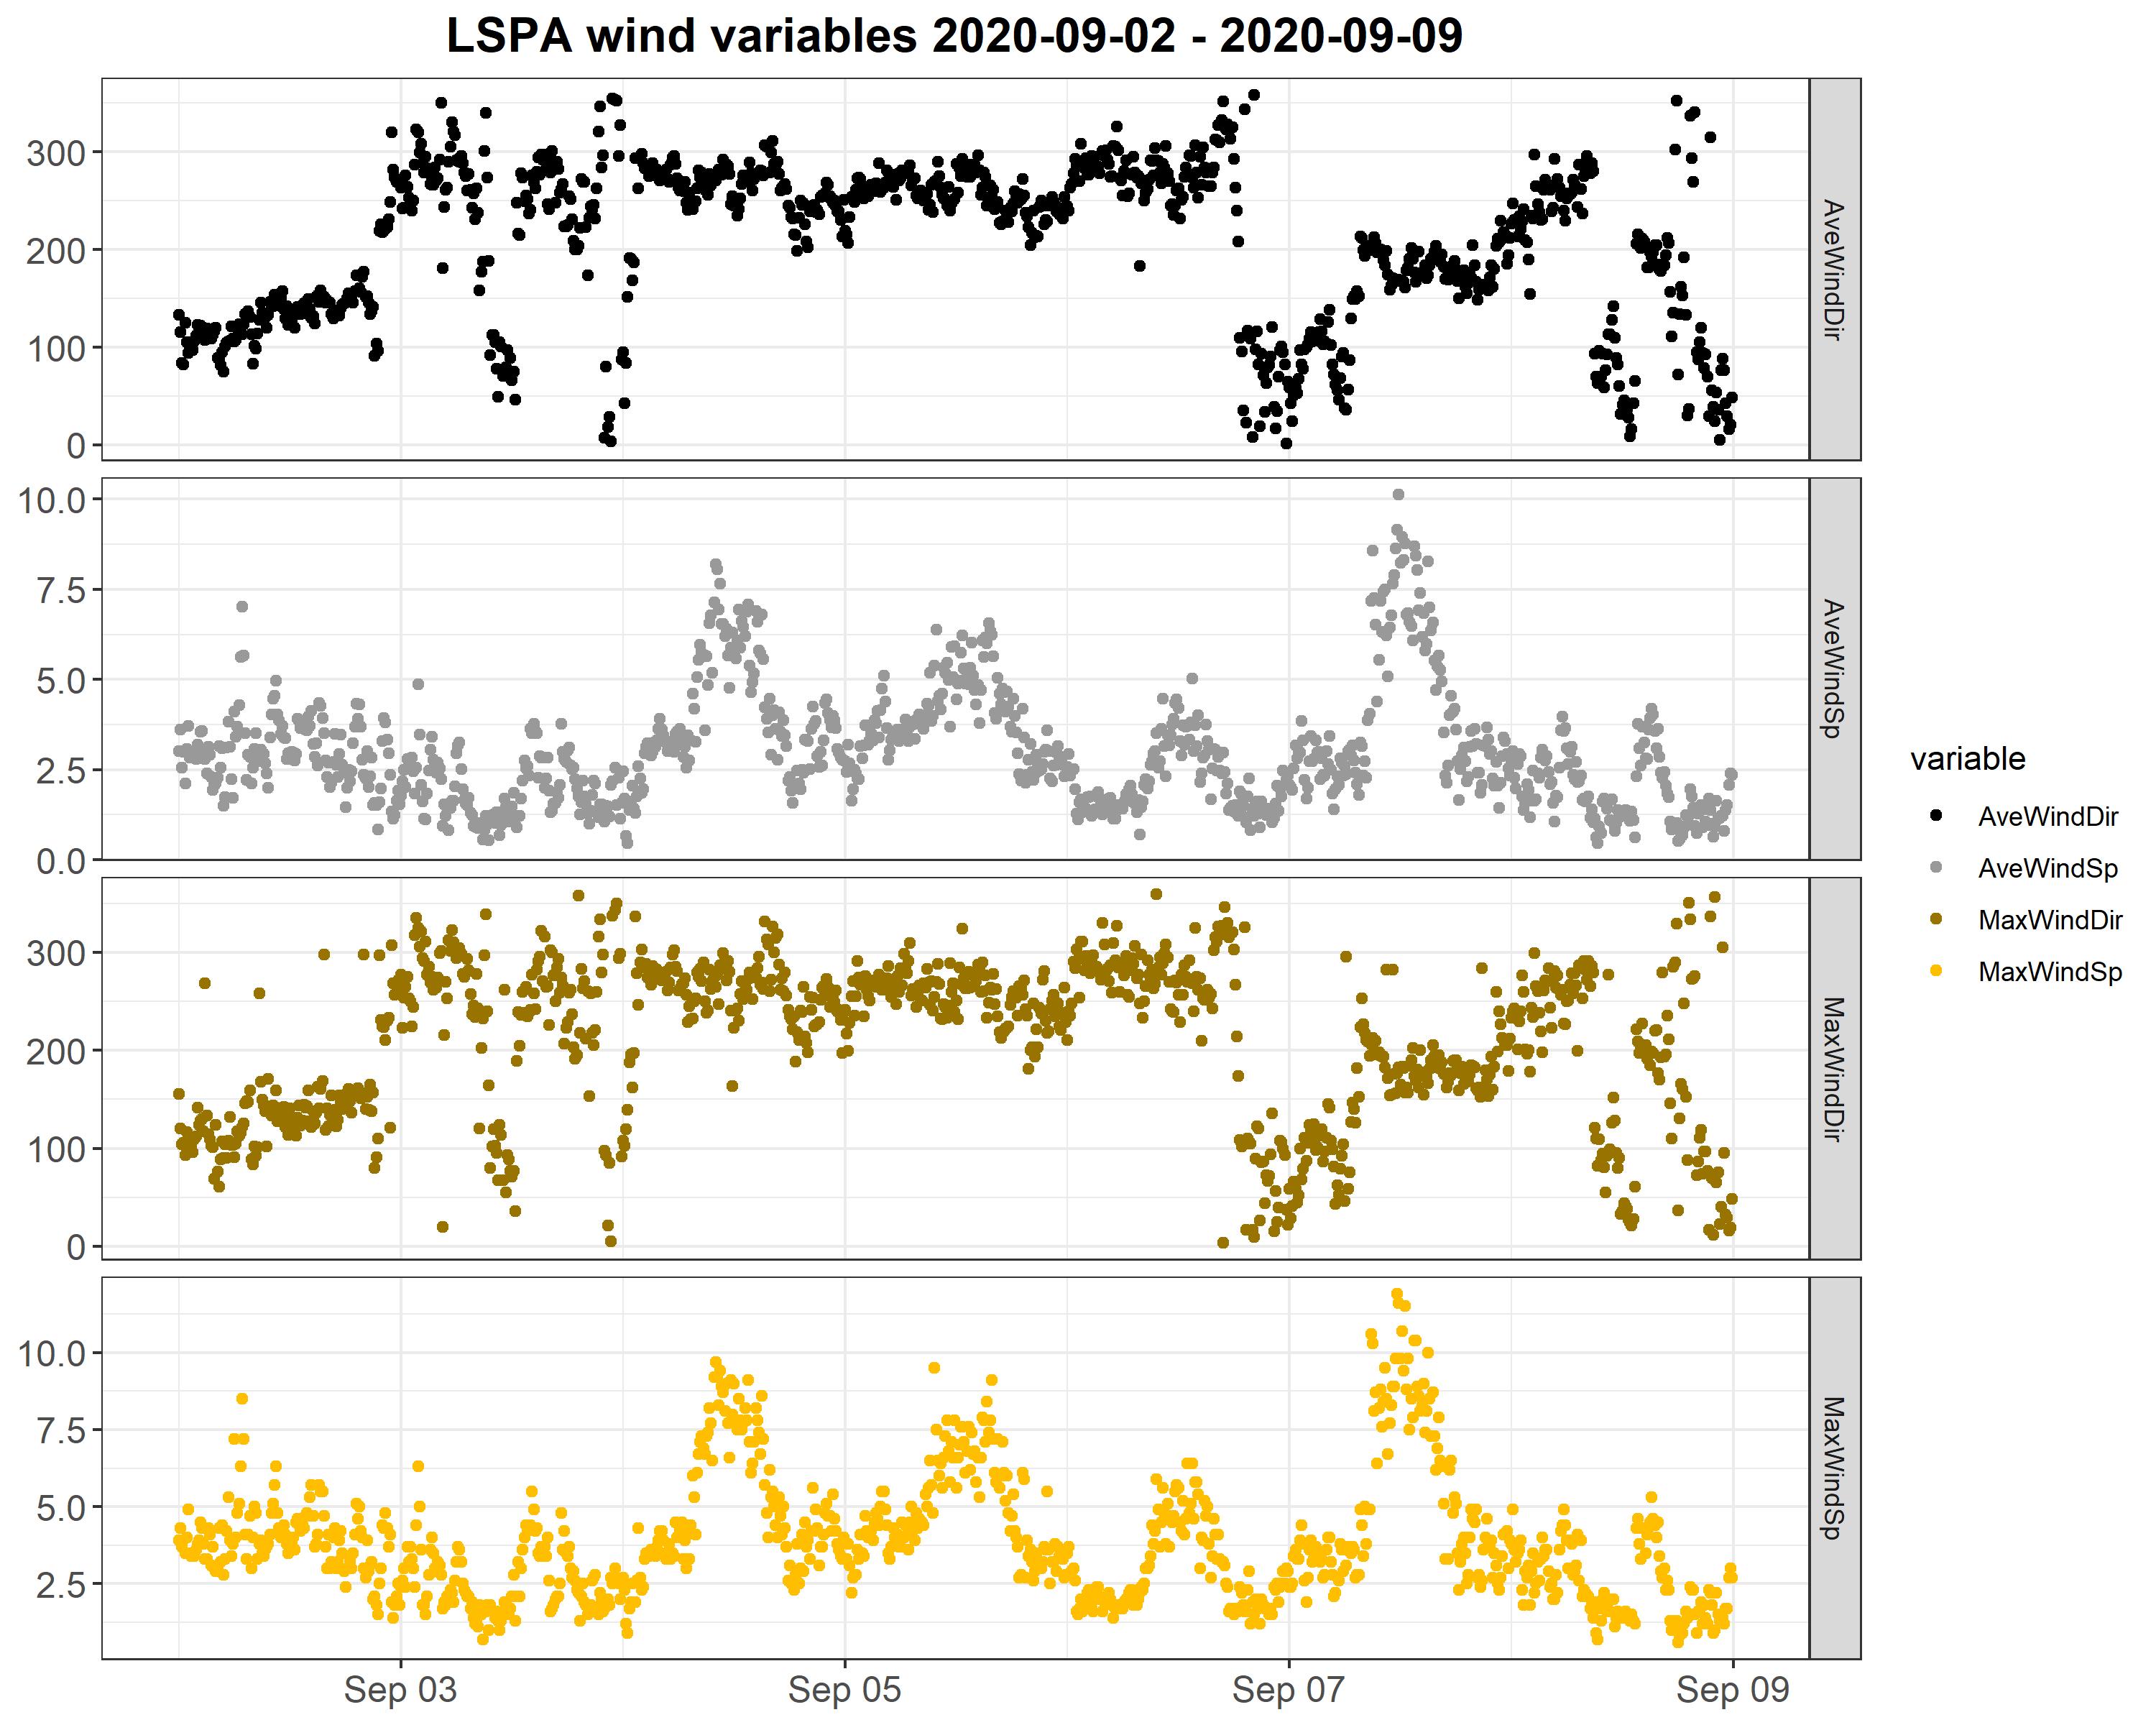 LSPA wind variables 2020-09-02 - 2020-09-09
300
200
100
0
AveWindDir
10.0
7.5
5.0
2.5
0.0
AveWindSp
300
200
100
0
MaxWindDir
10.0
7.5
5.0
2.5
MaxWindSp
Sep 03 Sep 05 Sep 07 Sep 09
variable
AveWindDir
AveWindSp
MaxWindDir
MaxWindSp